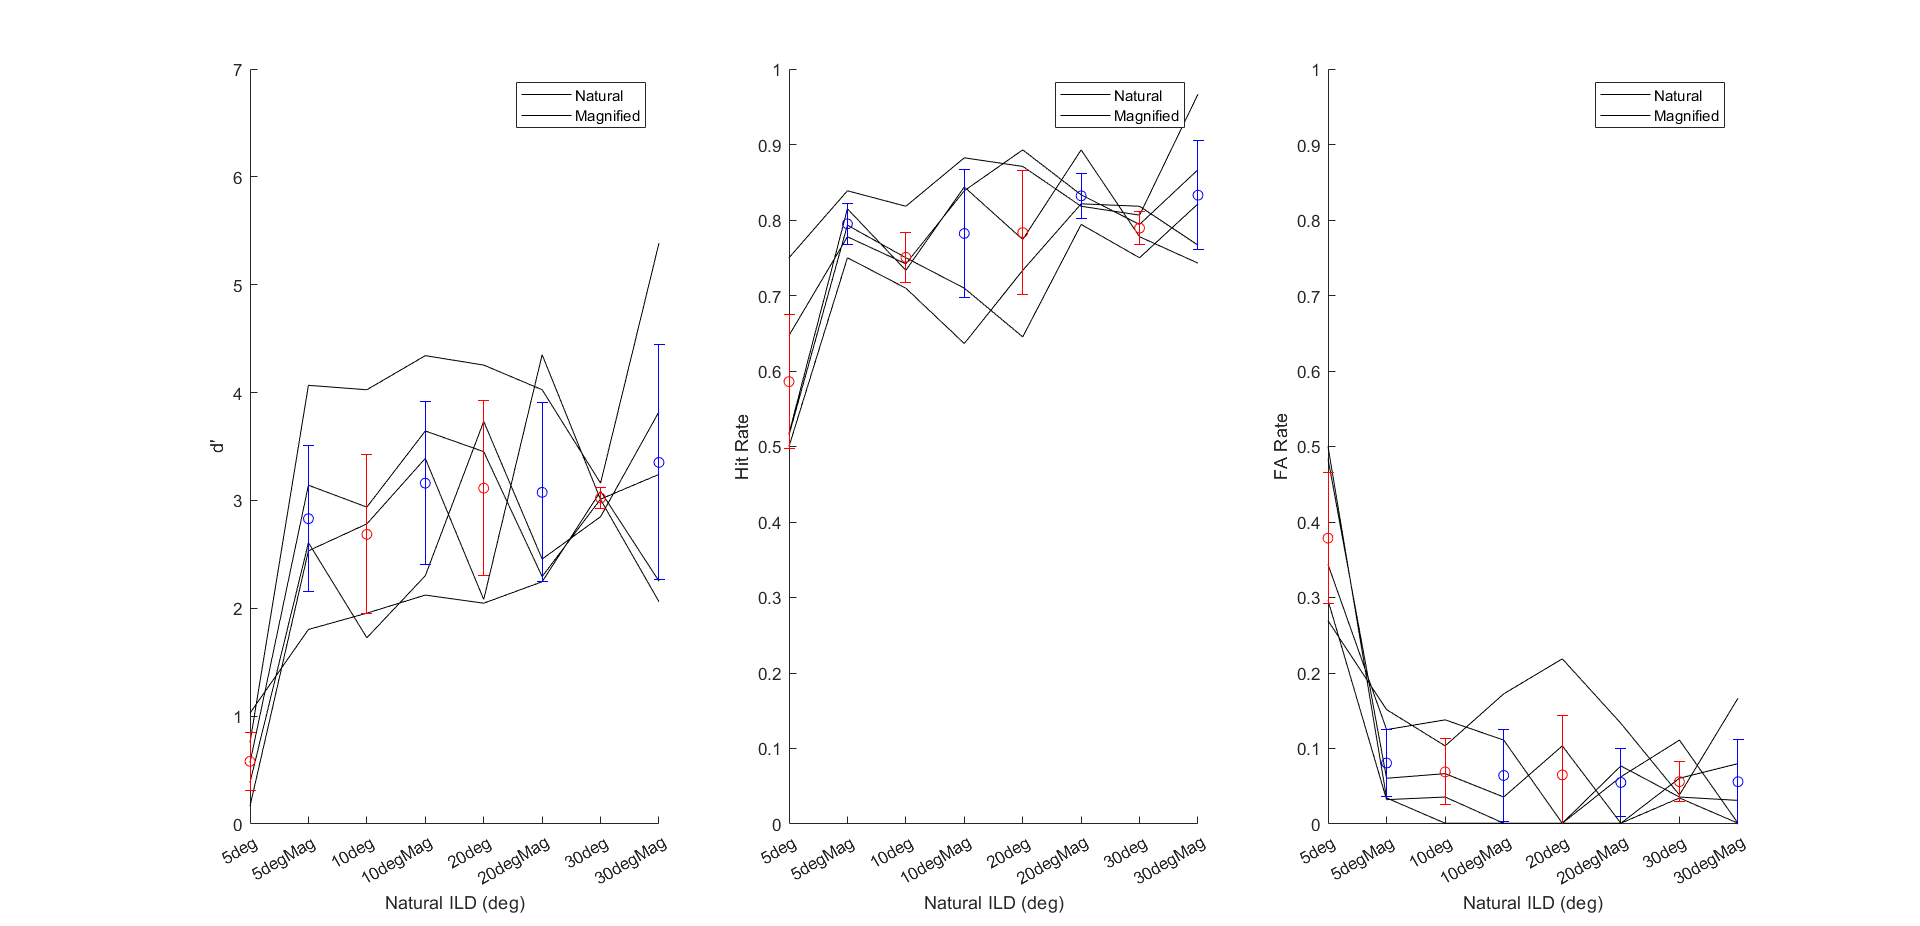 7
6
5
4
3
2
1
0
d'
Natural
Magnified
5deg
5degMag
10deg
10degMag
20deg
20degMag
30deg
30degMag
Natural ILD (deg)
1
0.9
0.8
0.7
0.6
0.5
0.4
0.3
0.2
0.1
0
Hit Rate
Natural
Magnified
5deg
5degMag
10deg
10degMag
20deg
20degMag
30deg
30degMag
Natural ILD (deg)
1
0.9
0.8
0.7
0.6
0.5
0.4
0.3
0.2
0.1
0
FA Rate
Natural
Magnified
5deg
5degMag
10deg
10degMag
20deg
20degMag
30deg
30degMag
Natural ILD (deg)